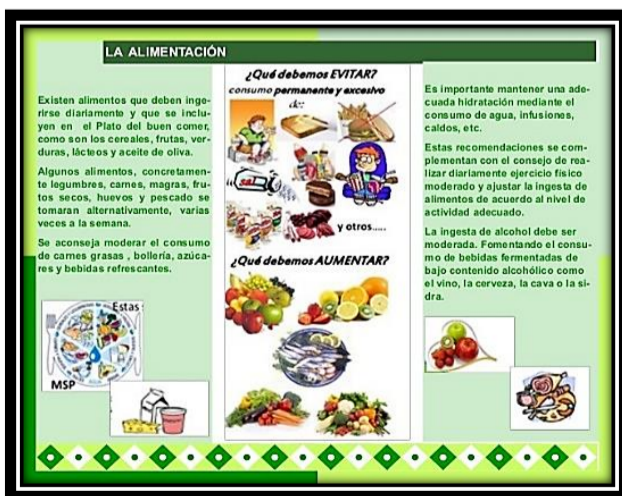 LA ALIMENTACIÓN
Existen alimentos que deben inge-
rirse diariamente y que se inclu-
yen en el Plato del buen comer,
como son los cereales, frutas, ver-
duras, lácteos y aceite de oliva.
Algunos alimentos, concretamen-
te legumbres, carnes, magras, fru-
tos secos, huevos y pescado se
tomaran alternativamente, varias
veces a la semana.
Se aconseja moderar el consumo
de carnes grasas , bollería, azúca-
res y bebidas refrescantes.
Estas
MSP
¿Qué debemos EVITAR?
consumo permanente y excesivo
de:
y otros.....
¿Qué debemos AUMENTAR?
Es importante mantener una ade-
cuada hidratación mediante el
consumo de agua, infusiones,
caldos, etc.
Estas recomendaciones se com-
plementan con el consejo de rea-
lizar diariamente ejercicio físico
moderado y ajustar la ingesta de
alimentos de acuerdo al nivel de
actividad adecuado.
La ingesta de alcohol debe ser
moderada. Fomentando el consu-
mo de bebidas fermentadas de
bajo contenido alcohólico como
el vino, la cerveza, la cava o la si-
dra.